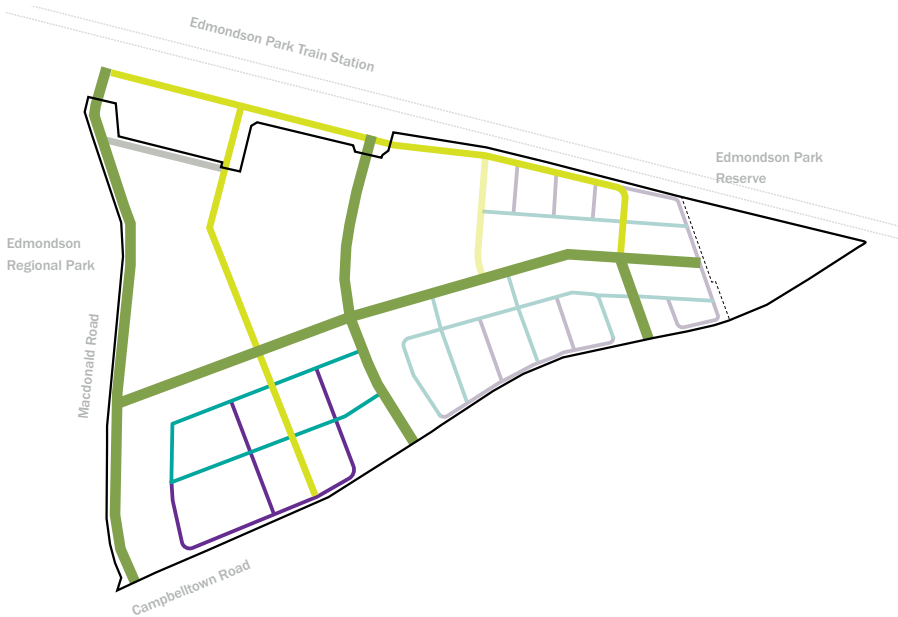 Edmondson Park Train Station
Edmondson Park
Reserve
Edmondson
Regional Park
Macdonald Road
Campbelltown Road